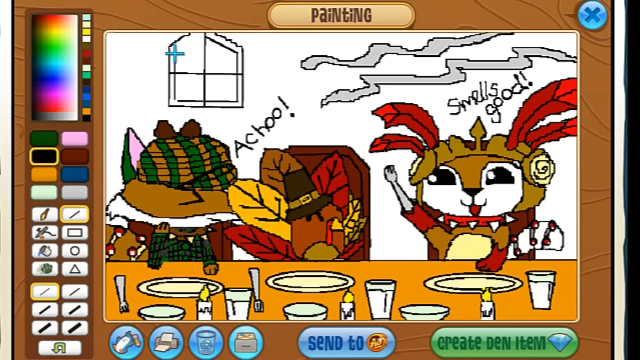 Painting
Achoo!
Smells
good!
Send to
Create Den Item